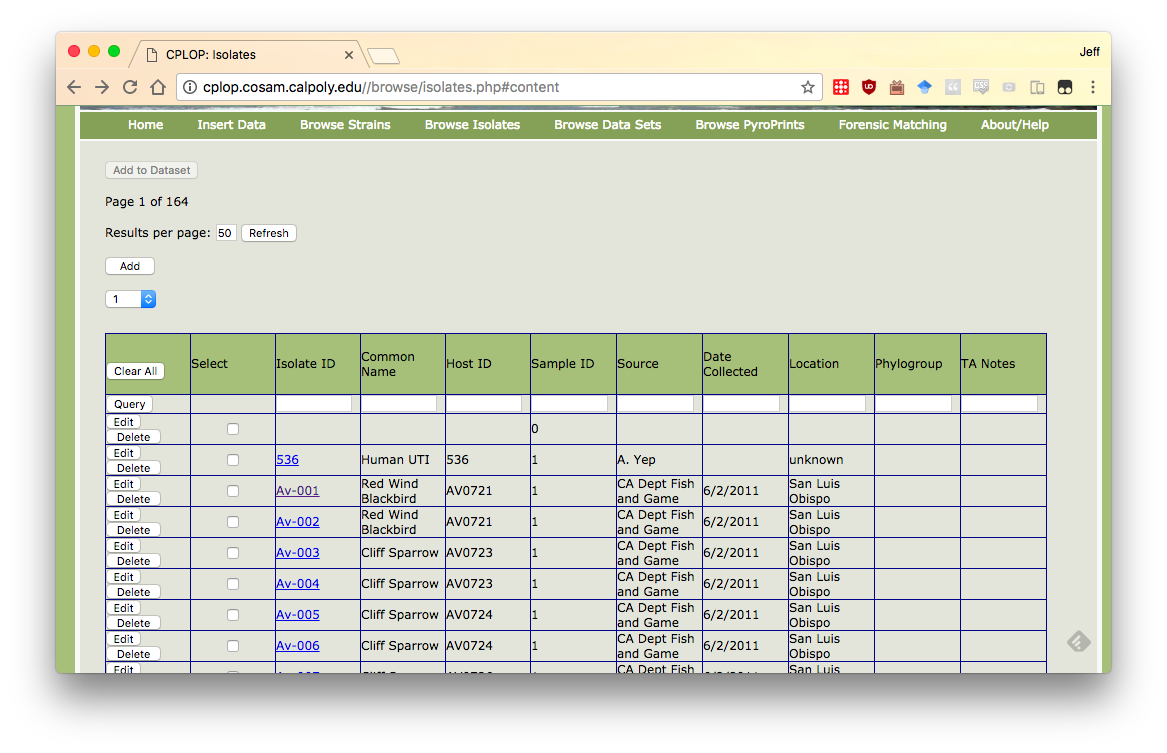 CPLOP: Isolates
Jeff
cplop.cosam.calpoly.edu//browse/isolates.php#content
Home Insert Data Browse Strains Browse Isolates Browse Data Sets Browse PyroPrints Forensic Matching About/Help
Add to Dataset
Page 1 of 164
Results per page: 50 Refresh
Add
1
Clear All Select Isolate ID Common Name Host ID Sample ID Source Date Collected Location Phylogroup TA Notes
Query
Edit Delete 0
Edit Delete 536 Human UTI 536 1 A. Yep unknown
Edit Delete Av-001 Red Wind Blackbird AV0721 1 CA Dept Fish and Game 6/2/2011 San Luis Obispo
Edit Delete Av-002 Red Wind Blackbird AV0721 1 CA Dept Fish and Game 6/2/2011 San Luis Obispo
Edit Delete Av-003 Cliff Sparrow AV0723 1 CA Dept Fish and Game 6/2/2011 San Luis Obispo
Edit Delete Av-004 Cliff Sparrow AV0723 1 CA Dept Fish and Game 6/2/2011 San Luis Obispo
Edit Delete Av-005 Cliff Sparrow AV0724 1 CA Dept Fish and Game 6/2/2011 San Luis Obispo
Edit Delete Av-006 Cliff Sparrow AV0724 1 CA Dept Fish and Game 6/2/2011 San Luis Obispo
Edit CA Dept Fish San Luis